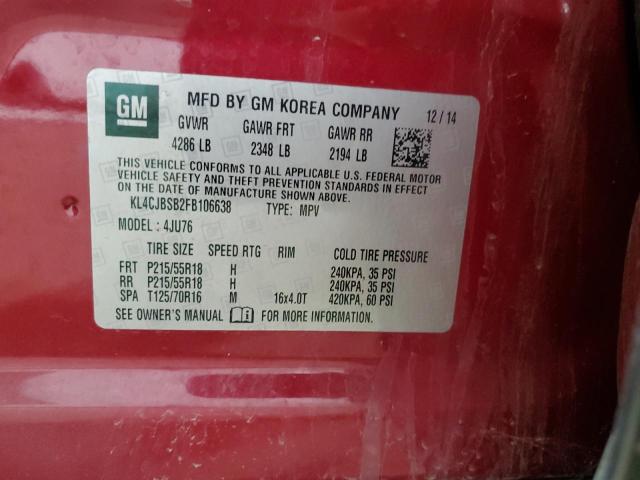 GM
MFD BY GM KOREA COMPANY 12 / 14
GVWR GAWR FRT GAWR RR
4286 LB 2348 LB 2194 LB
THIS VEHICLE CONFORMS TO ALL APPLICABLE U.S. FEDERAL MOTOR
VEHICLE SAFETY AND THEFT PREVENTION STANDARDS IN EFFECT
ON THE DATE OF MANUFACTURE SHOWN ABOVE.
KL4CJBSB2FB106638 TYPE: MPV
MODEL : 4JU76
TIRE SIZE SPEED RTG RIM COLD TIRE PRESSURE
FRT P215/55R18 H 240KPA, 35 PSI
RR P215/55R18 H 240KPA, 35 PSI
SPA T125/70R16 M 16x4.0T 420KPA, 60 PSI
SEE OWNER'S MANUAL FOR MORE INFORMATION.